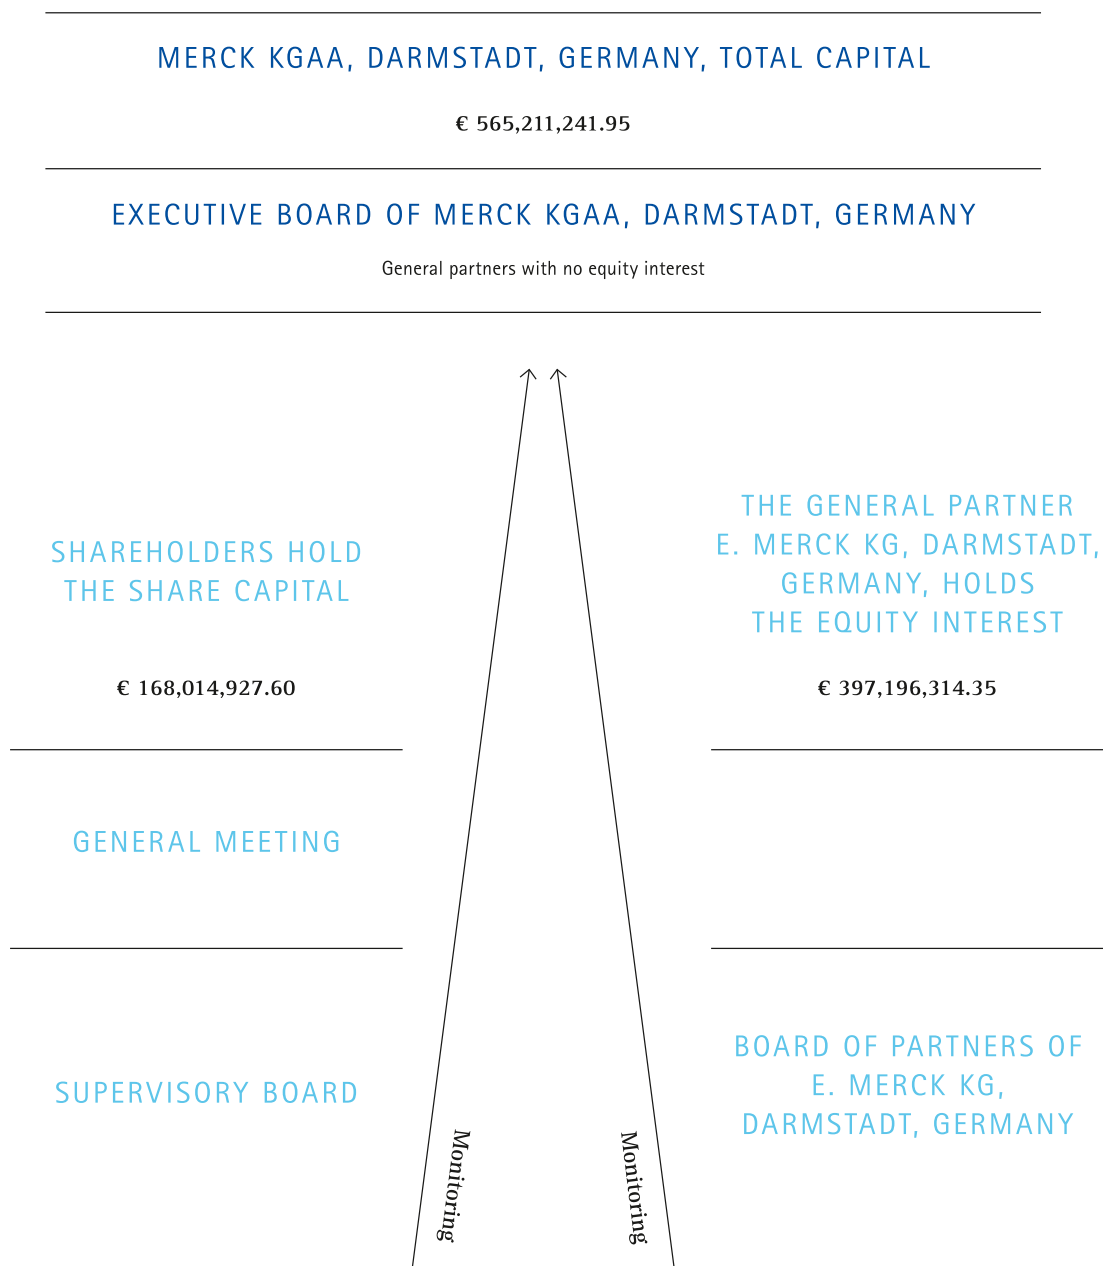 MERCK KGAA, DARMSTADT, GERMANY, TOTAL CAPITAL
€ 565,211,241.95
EXECUTIVE BOARD OF MERCK KGAA, DARMSTADT, GERMANY
General partners with no equity interest
SHAREHOLDERS HOLD
THE SHARE CAPITAL
€ 168,014,927.60
THE GENERAL PARTNER
E. MERCK KG, DARMSTADT,
GERMANY, HOLDS
THE EQUITY INTEREST
€ 397,196,314.35
GENERAL MEETING
SUPERVISORY BOARD
BOARD OF PARTNERS OF
E. MERCK KG,
DARMSTADT, GERMANY
Monitoring
Monitoring